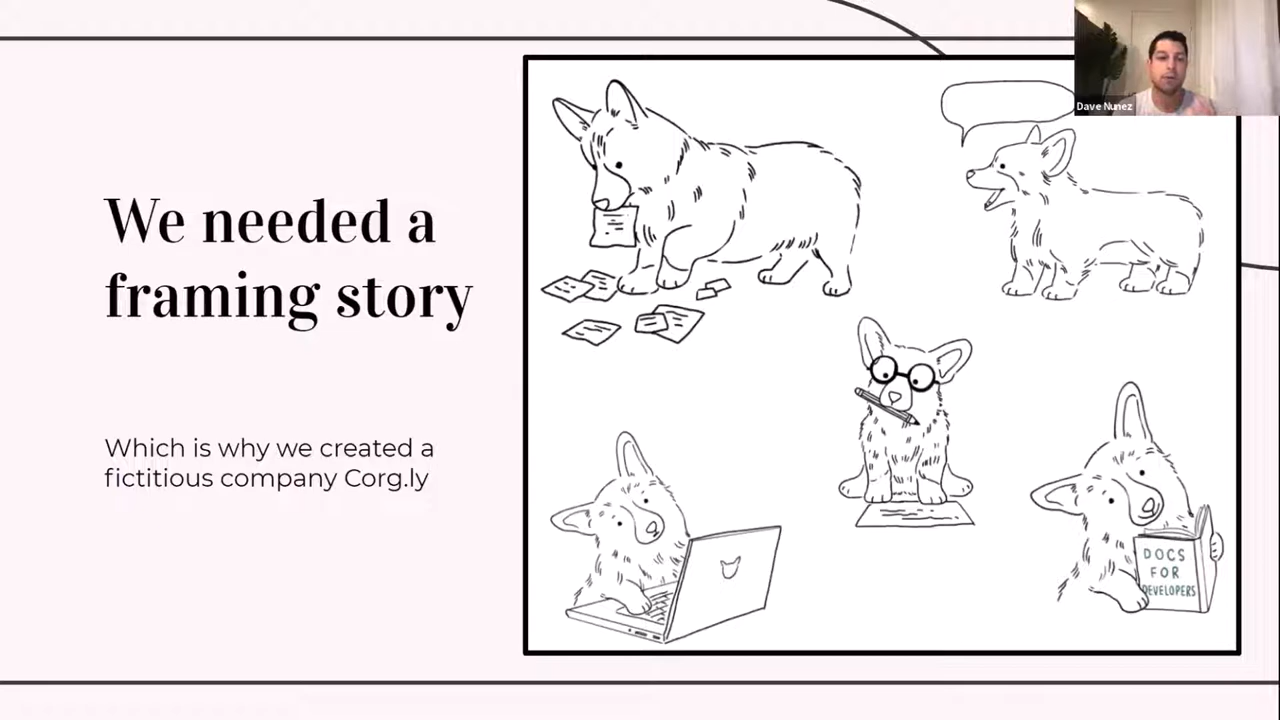 We needed a
framing story
Which is why we created a
fictitious company Corg.ly
Dave Nunez
DOCS
FOR
DEVELOPERS